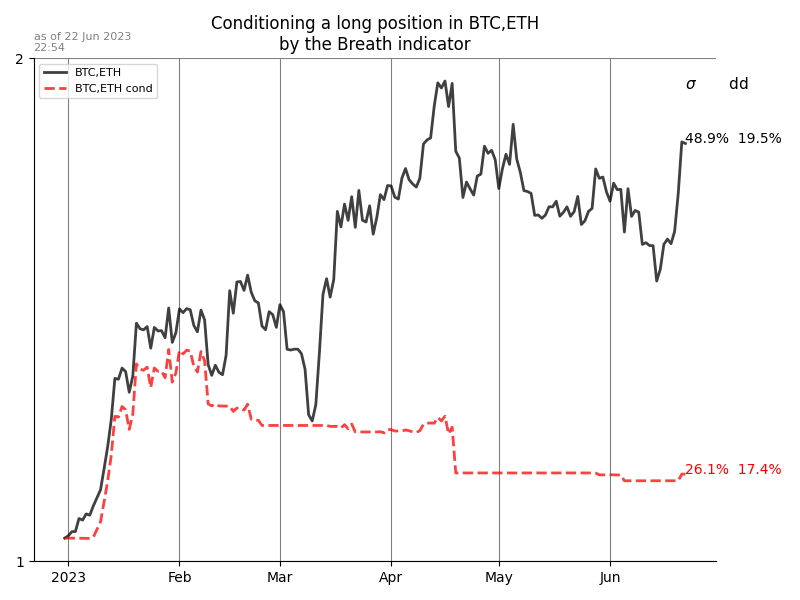 Conditioning a long position in BTC,ETH
by the Breath indicator
as of 22 Jun 2023
22:54
2
BTC,ETH
BTC,ETH cond
σ dd
48.9% 19.5%
26.1% 17.4%
1
2023 Feb Mar Apr May Jun